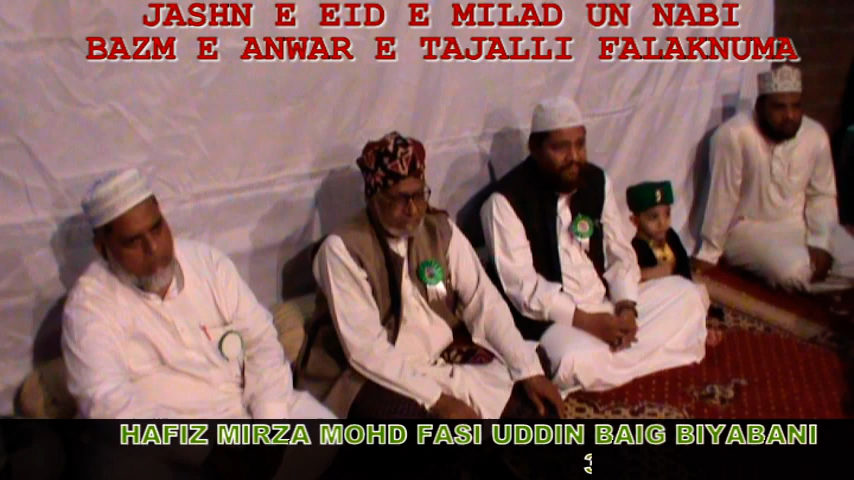 JASHN E EID E MILAD UN NABI
BAZM E ANWAR E TAJALLI FALAKNUMA
HAFIZ MIRZA MOHD FASI UDDIN BAIG BIYABANI